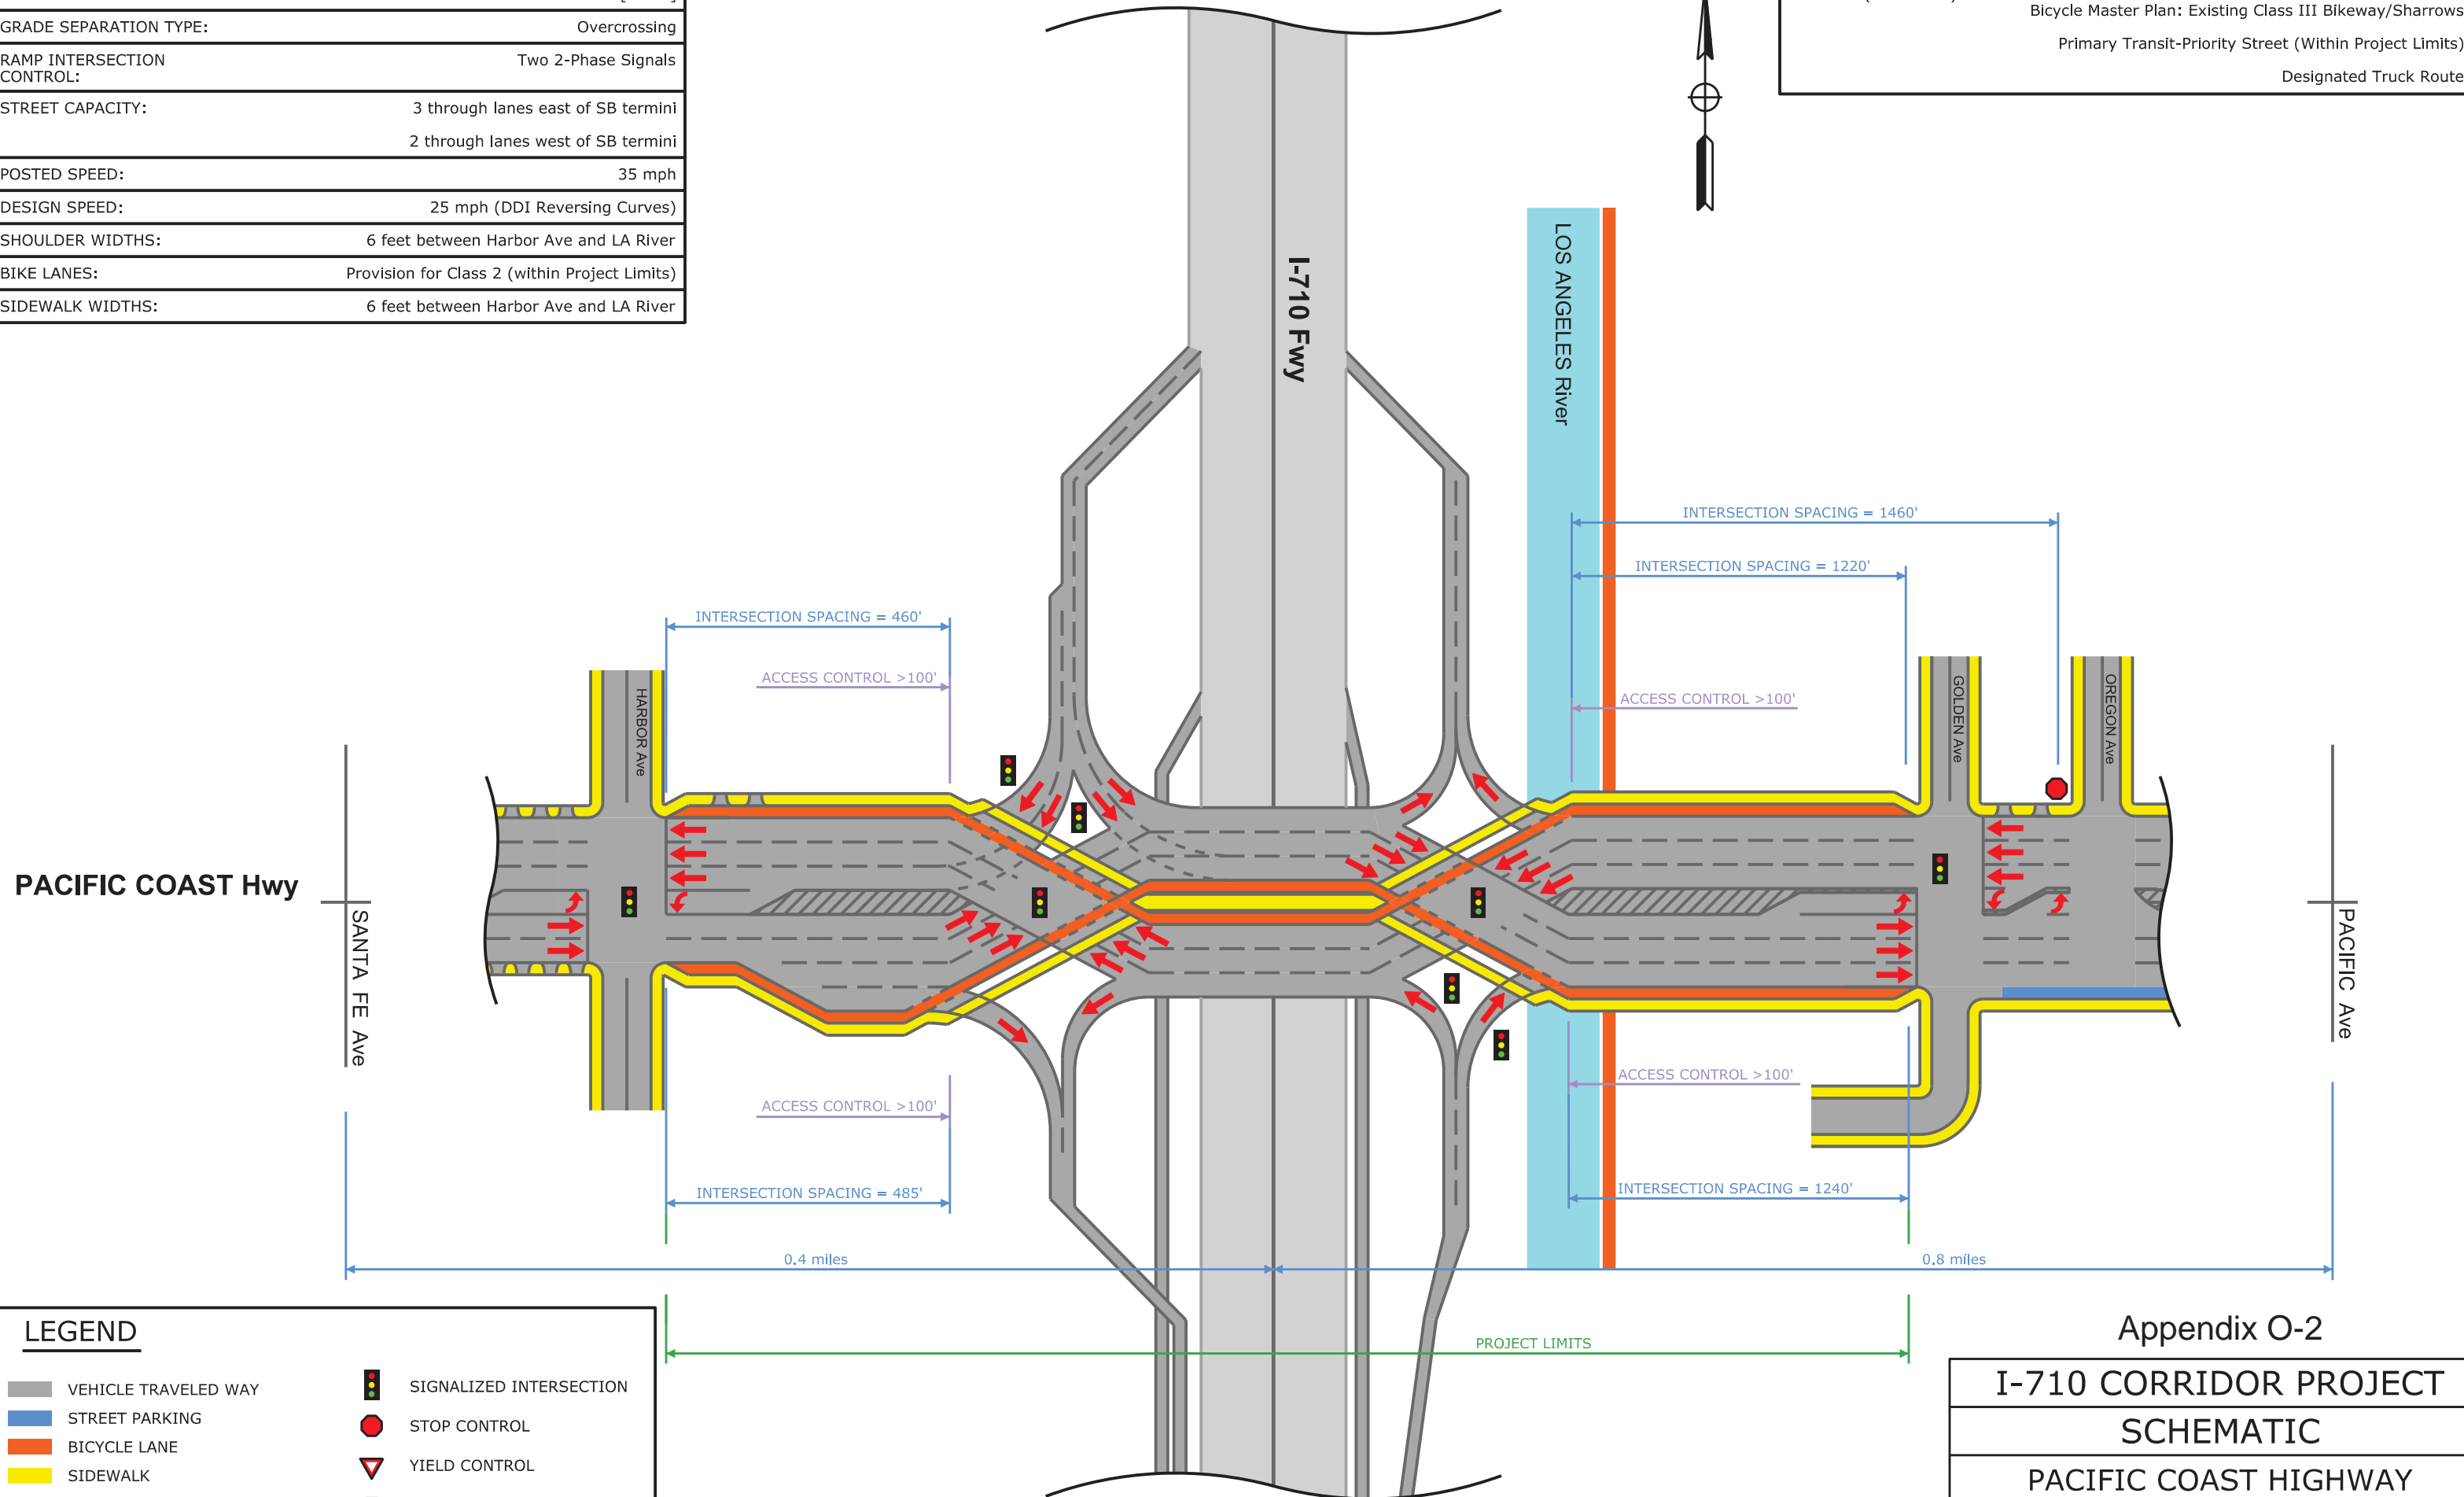 GRADE SEPARATION TYPE: Overcrossing
RAMP INTERSECTION CONTROL: Two 2-Phase Signals
STREET CAPACITY: 3 through lanes east of SB termini
2 through lanes west of SB termini
POSTED SPEED: 35 mph
DESIGN SPEED: 25 mph (DDI Reversing Curves)
SHOULDER WIDTHS: 6 feet between Harbor Ave and LA River
BIKE LANES: Provision for Class 2 (within Project Limits)
SIDEWALK WIDTHS: 6 feet between Harbor Ave and LA River
Bicycle Master Plan: Existing Class III Bikeway/Sharrows
Primary Transit-Priority Street (Within Project Limits)
Designated Truck Route
I-710 Fwy
LOS ANGELES River
INTERSECTION SPACING = 1460'
INTERSECTION SPACING = 1220'
INTERSECTION SPACING = 460'
ACCESS CONTROL >100'
ACCESS CONTROL >100'
HARBOR Ave
GOLDEN Ave
OREGON Ave
PACIFIC COAST Hwy
SANTA FE Ave
PACIFIC Ave
ACCESS CONTROL >100'
ACCESS CONTROL >100'
INTERSECTION SPACING = 485'
INTERSECTION SPACING = 1240'
0.4 miles
0.8 miles
PROJECT LIMITS
LEGEND
VEHICLE TRAVELED WAY
STREET PARKING
BICYCLE LANE
SIDEWALK
SIGNALIZED INTERSECTION
STOP CONTROL
YIELD CONTROL
Appendix O-2
I-710 CORRIDOR PROJECT
SCHEMATIC
PACIFIC COAST HIGHWAY